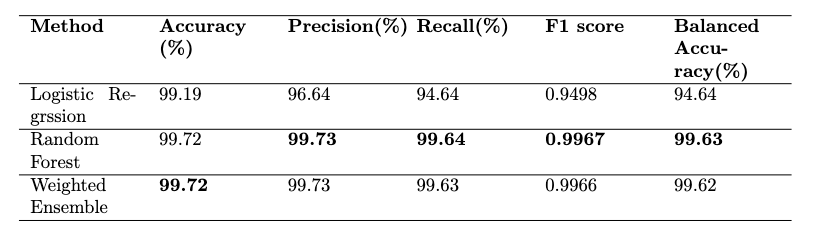 Method Accuracy (%) Precision(%) Recall(%) F1 score Balanced Accu-racy(%)
Logistic Re-grssion 99.19 96.64 94.64 0.9498 94.64
Random Forest 99.72 99.73 99.64 0.9967 99.63
Weighted Ensemble 99.72 99.73 99.63 0.9966 99.62